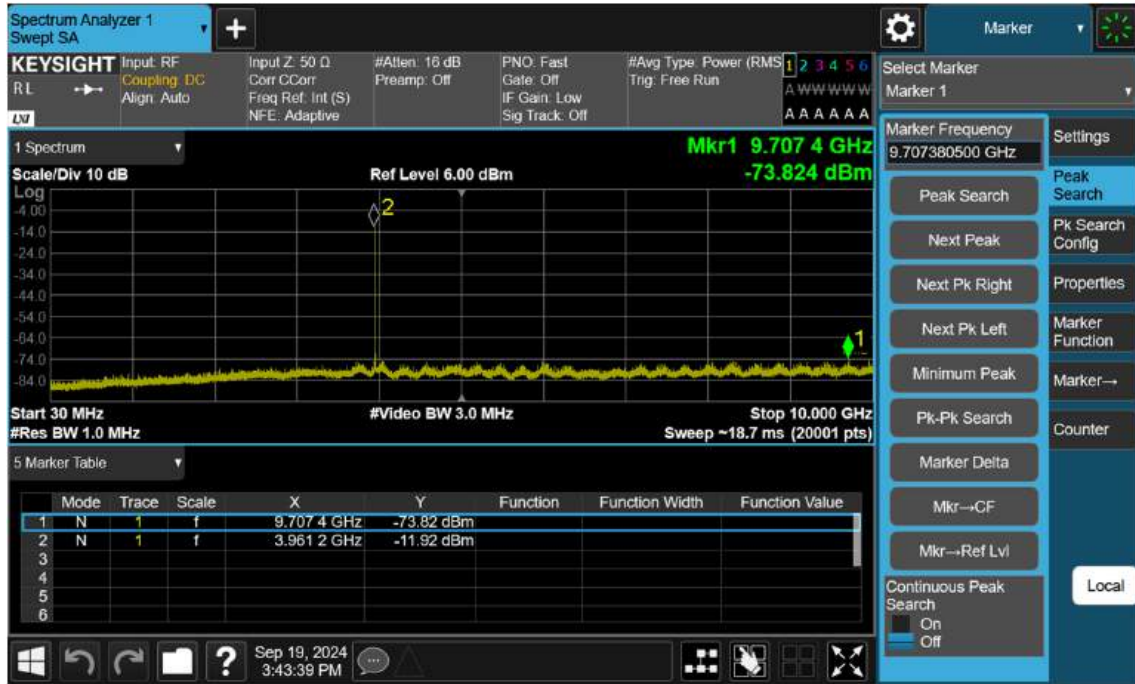 Spectrum Analyzer 1
Swept SA
+
Marker
KEYSIGHT
RL
LXI
Input: RF
Coupling: DC
Align: Auto
Input Z: 50 Ω
Corr CCorr
Freq Ref: Int (S)
NFE: Adaptive
#Atten: 16 dB
Preamp: Off
PNO: Fast
Gate: Off
IF Gain: Low
Sig Track: Off
#Avg Type: Power (RMS
Trig: Free Run
1 2 3 4 5 6
A W W W W W
A A A A A A
Select Marker
Marker 1
1 Spectrum
Mkr1 9.707 4 GHz
Scale/Div 10 dB
Ref Level 6.00 dBm
-73.824 dBm
Log
-4.00
-14.0
-24.0
-34.0
-44.0
-54.0
-64.0
-74.0
-84.0
2
1
Start 30 MHz
#Video BW 3.0 MHz
Stop 10.000 GHz
#Res BW 1.0 MHz
Sweep ~18.7 ms (20001 pts)
5 Marker Table
Mode Trace Scale X Y Function Function Width Function Value
1 N 1 f 9.707 4 GHz -73.82 dBm
2 N 1 f 3.961 2 GHz -11.92 dBm
3
4
5
6
Marker Frequency
9.707380500 GHz
Peak Search
Next Peak
Next Pk Right
Next Pk Left
Minimum Peak
Pk-Pk Search
Marker Delta
Mkr→CF
Mkr→Ref Lvl
Continuous Peak
Search
On
Off
Settings
Peak
Search
Pk Search
Config
Properties
Marker
Function
Marker→
Counter
Local
?
Sep 19, 2024
3:43:39 PM